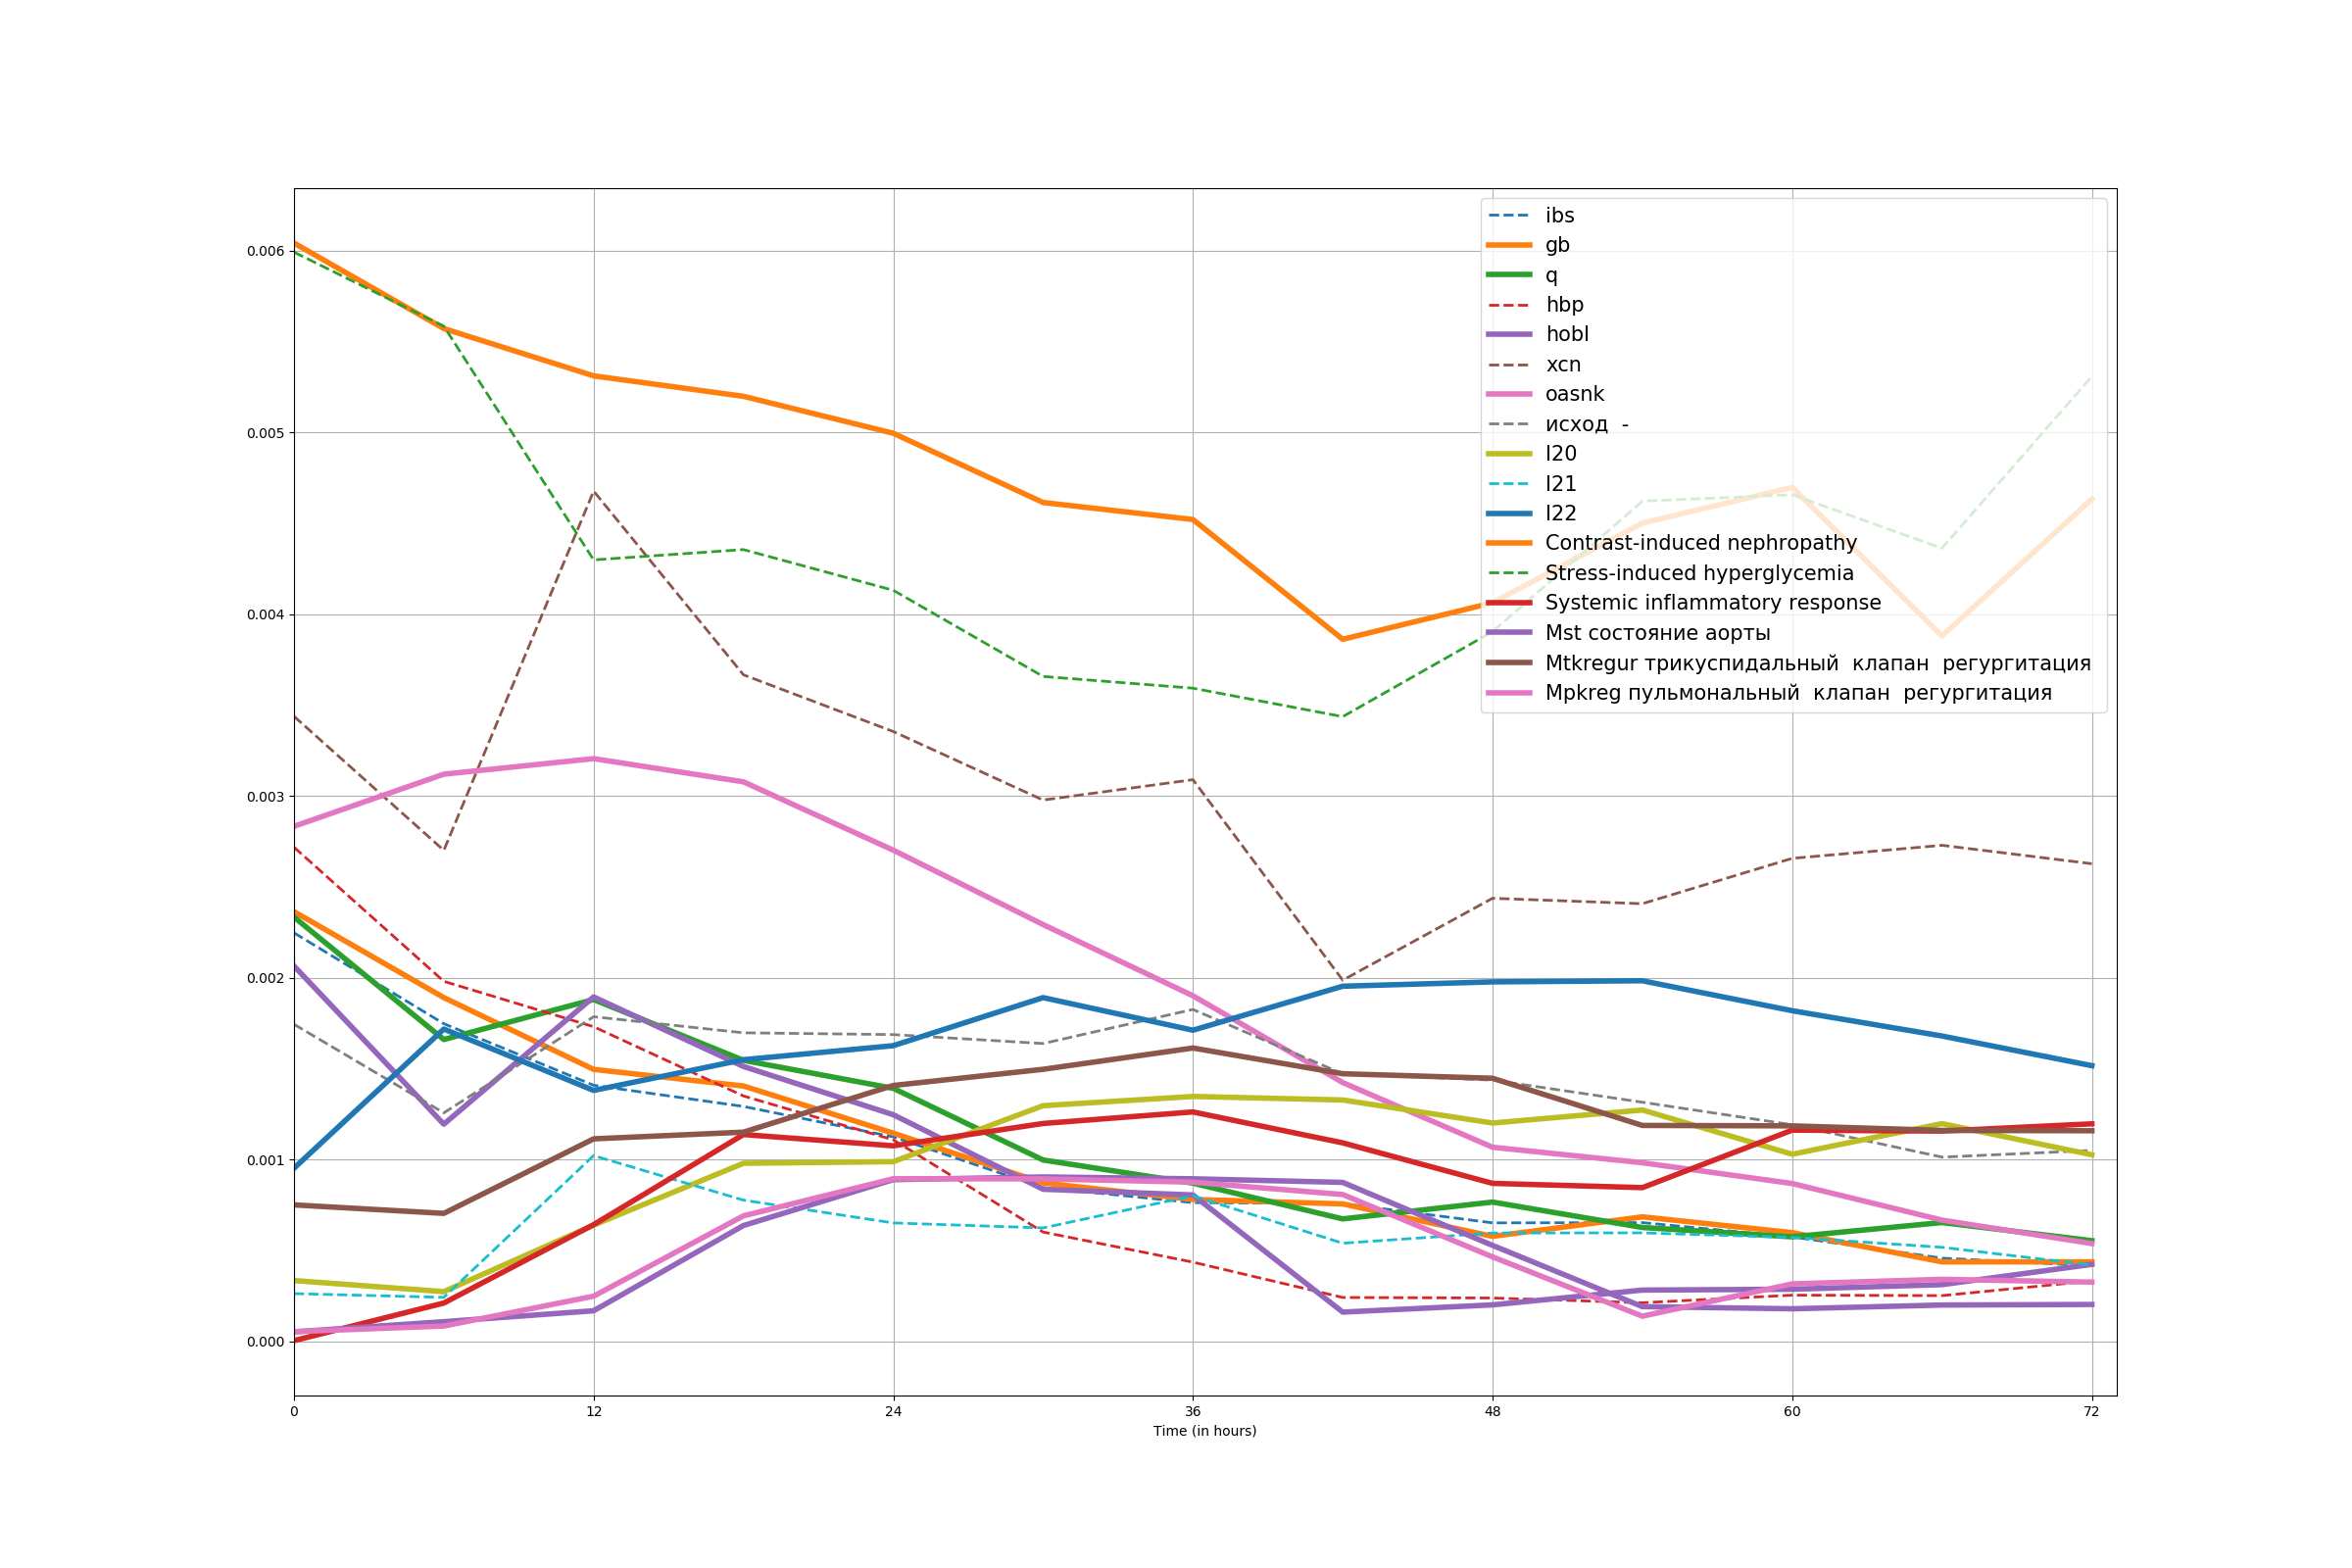 0.006
0.005
0.004
0.003
0.002
0.001
0.000
0 12 24 36 48 60 72
Time (in hours)
ibs
gb
q
hbp
hobl
xcn
oasnk
исход -
I20
I21
I22
Contrast-induced nephropathy
Stress-induced hyperglycemia
Systemic inflammatory response
Mst состояние аорты
Mtkregur трикуспидальный клапан регургитация
Mpkreg пульмональный клапан регургитация